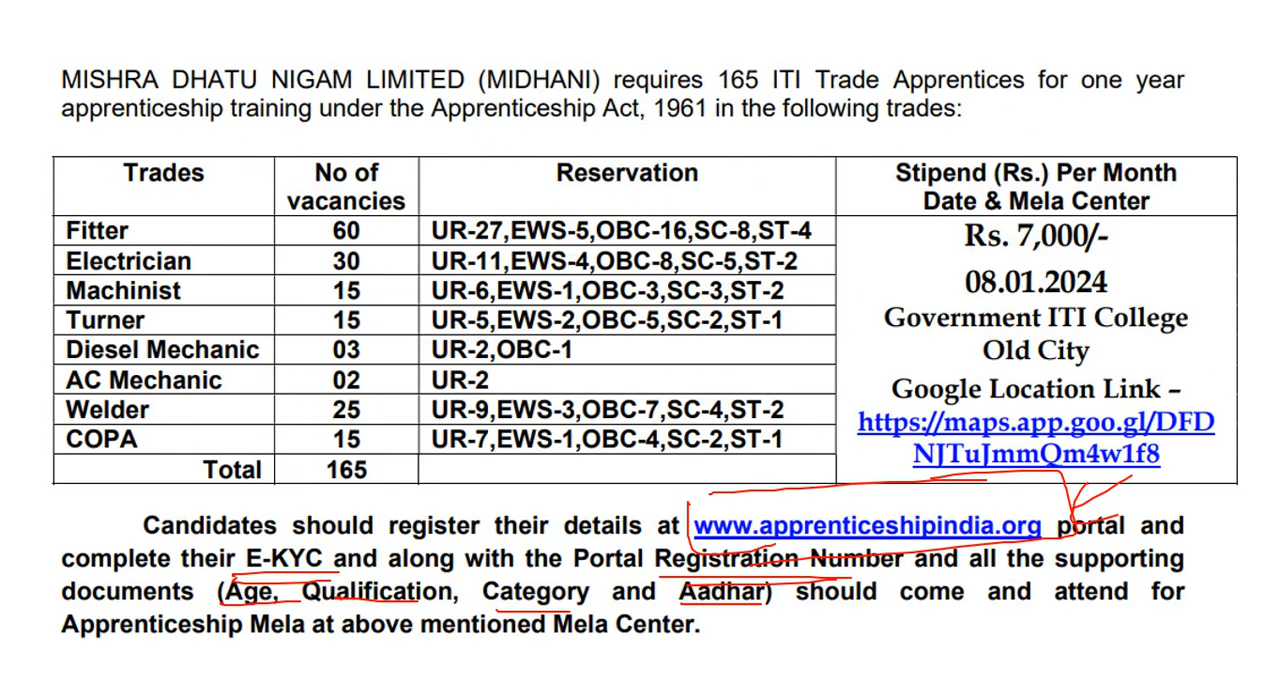 MISHRA DHATU NIGAM LIMITED (MIDHANI) requires 165 ITI Trade Apprentices for one year
apprenticeship training under the Apprenticeship Act, 1961 in the following trades:
Trades No of vacancies Reservation Stipend (Rs.) Per Month Date & Mela Center
Fitter 60 UR-27,EWS-5,OBC-16,SC-8,ST-4
Electrician 30 UR-11,EWS-4,OBC-8,SC-5,ST-2
Machinist 15 UR-6,EWS-1,OBC-3,SC-3,ST-2
Turner 15 UR-5,EWS-2,OBC-5,SC-2,ST-1
Diesel Mechanic 03 UR-2,OBC-1
AC Mechanic 02 UR-2
Welder 25 UR-9,EWS-3,OBC-7,SC-4,ST-2
COPA 15 UR-7,EWS-1,OBC-4,SC-2,ST-1
Total 165
Rs. 7,000/-
08.01.2024
Government ITI College
Old City
Google Location Link –
https://maps.app.goo.gl/DFD
NJTuJmmQm4w1f8
Candidates should register their details at www.apprenticeshipindia.org portal and
complete their E-KYC and along with the Portal Registration Number and all the supporting
documents (Age, Qualification, Category and Aadhar) should come and attend for
Apprenticeship Mela at above mentioned Mela Center.